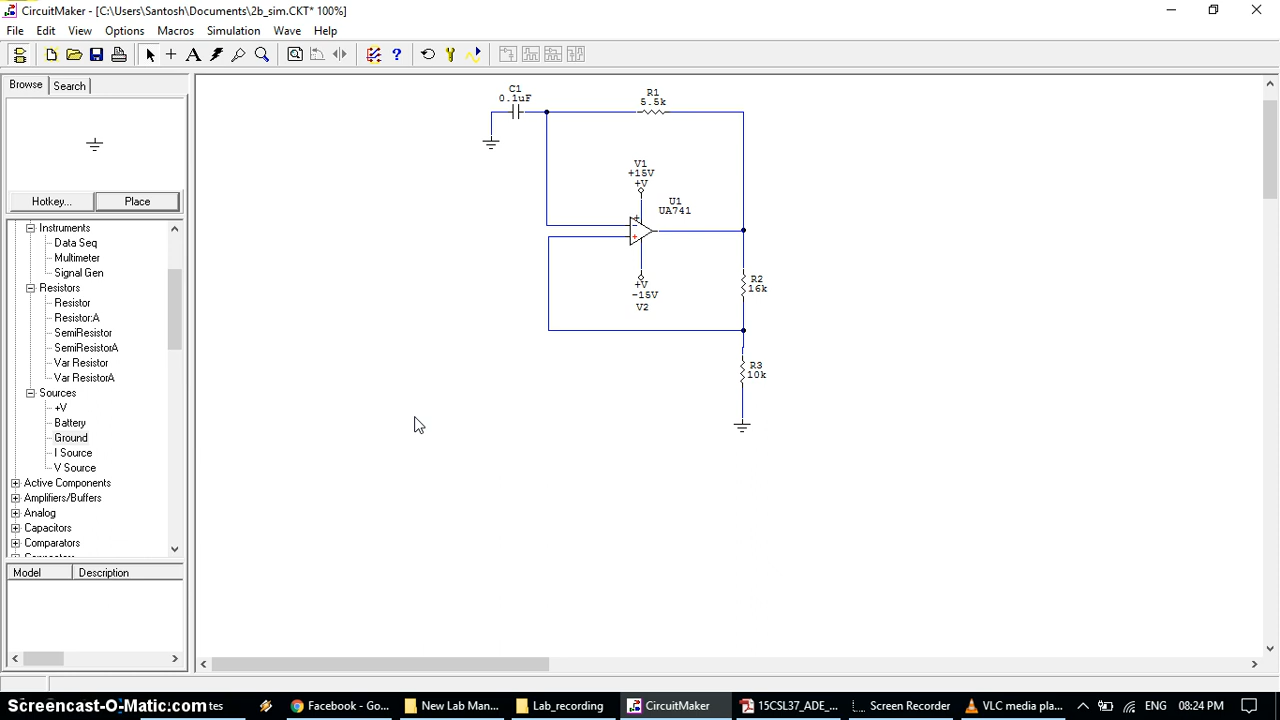 CircuitMaker - [C:\Users\Santosh\Documents\2b_sim.CKT* 100%]
File Edit View Options Macros Simulation Wave Help
Browse Search
Hotkey... Place
Instruments
Data Seq
Multimeter
Signal Gen
Resistors
Resistor
Resistor:A
SemiResistor
SemiResistorA
Var Resistor
Var ResistorA
Sources
+V
Battery
Ground
I Source
V Source
Active Components
Amplifiers/Buffers
Analog
Capacitors
Comparators
Model Description
C1
0.1uF
R1
5.5k
V1
+15V
+V
U1
UA741
+V
-15V
V2
R2
16k
R3
10k
Screencast-O-Matic.com tes Facebook - Go... New Lab Man... Lab_recording CircuitMaker 15CSL37_ADE_... Screen Recorder VLC media pla... ENG 08:24 PM